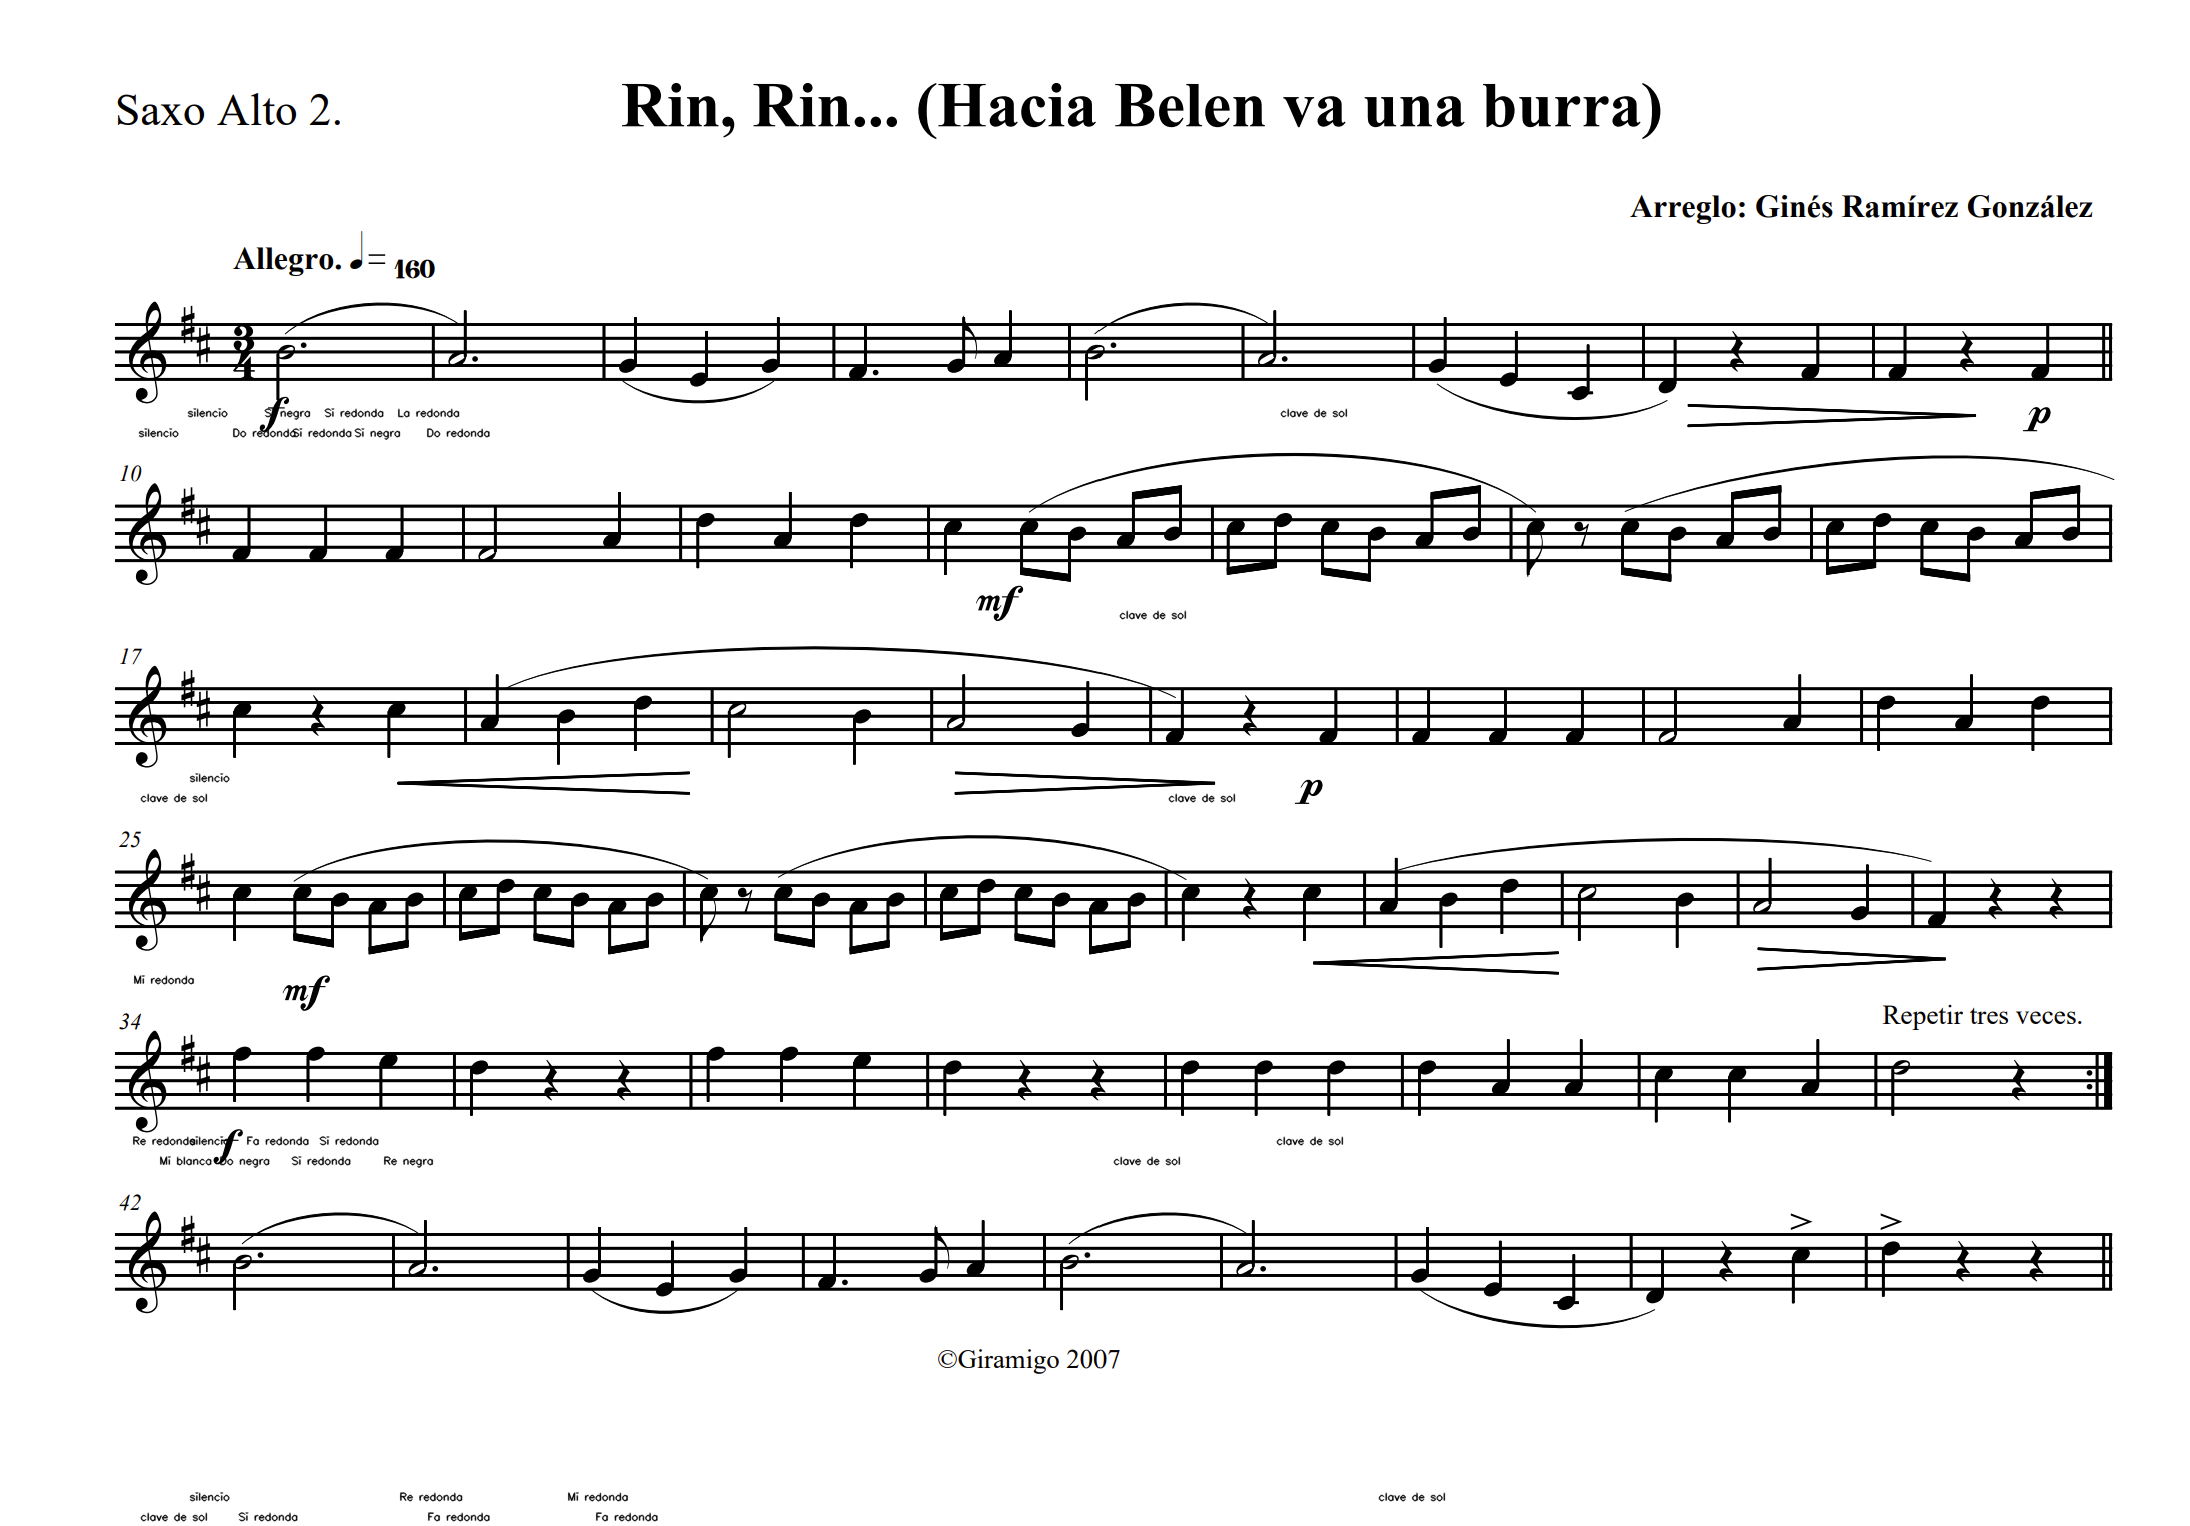 Saxo Alto 2.
Rin, Rin... (Hacia Belen va una burra)
Arreglo: Ginés Ramírez González
Allegro. ♩= 160
3
4
silencio Si negra Si redonda La redonda clave de sol
f p
silencio Do redonda Si redonda Si negra Do redonda
10
mf
clave de sol
17
silencio
p
clave de sol clave de sol
25
Mi redonda
mf
Repetir tres veces.
34
Re redonda silencio Fa redonda Si redonda clave de sol
f
Mi blanca Do negra Si redonda Re negra clave de sol
42
©Giramigo 2007
silencio Re redonda Mi redonda clave de sol
clave de sol Si redonda Fa redonda Fa redonda